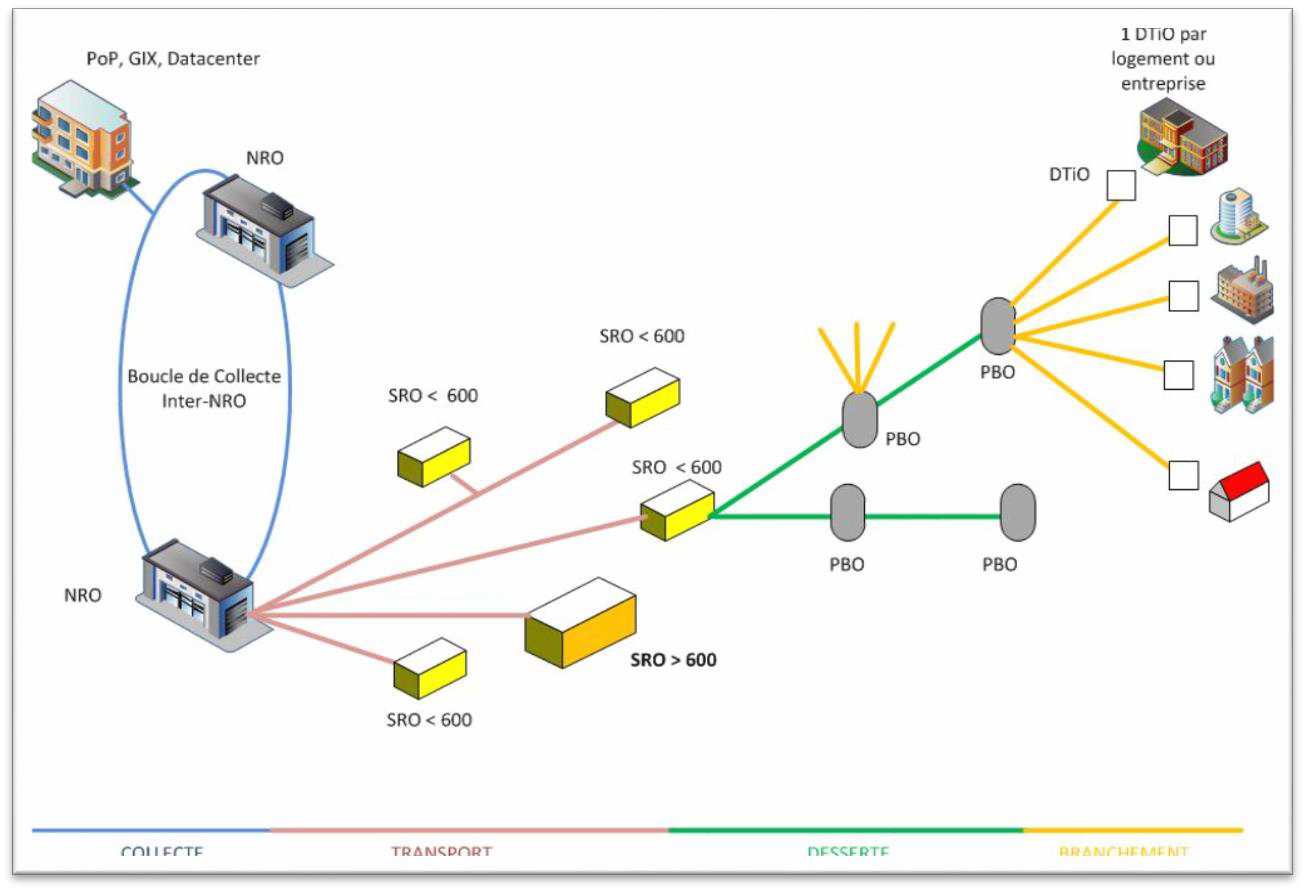 1 DTiO par
logement ou
entreprise
PoP, GIX, Datacenter
NRO
DTiO
SRO < 600
PBO
Boucle de Collecte
Inter-NRO
SRO < 600
PBO
SRO <600
PBO
PBO
NRO
SRO > 600
SRO < 600
COLLECTE
TRANSPORT
DESSERTE
BRANCHEMENT